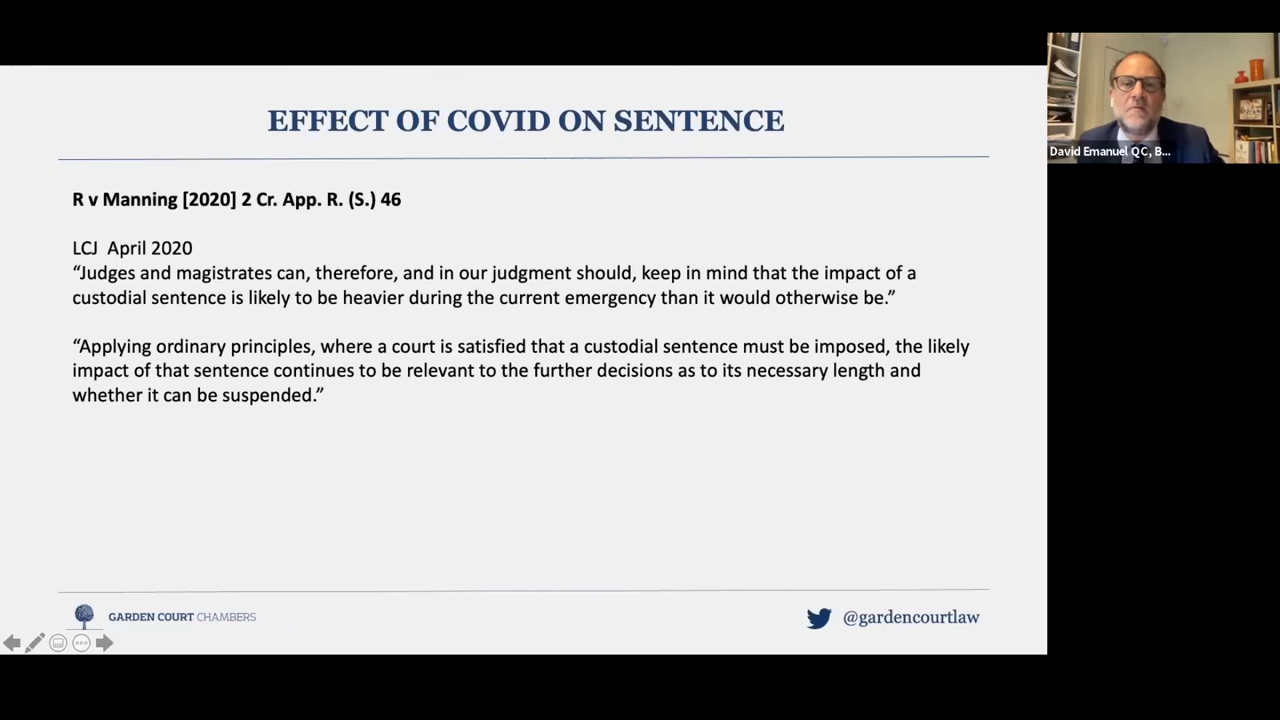 EFFECT OF COVID ON SENTENCE
David Emanuel QC, B...
R v Manning [2020] 2 Cr. App. R. (S.) 46
LCJ  April 2020
“Judges and magistrates can, therefore, and in our judgment should, keep in mind that the impact of a
custodial sentence is likely to be heavier during the current emergency than it would otherwise be.”
“Applying ordinary principles, where a court is satisfied that a custodial sentence must be imposed, the likely
impact of that sentence continues to be relevant to the further decisions as to its necessary length and
whether it can be suspended.”
GARDEN COURT CHAMBERS
@gardencourtlaw